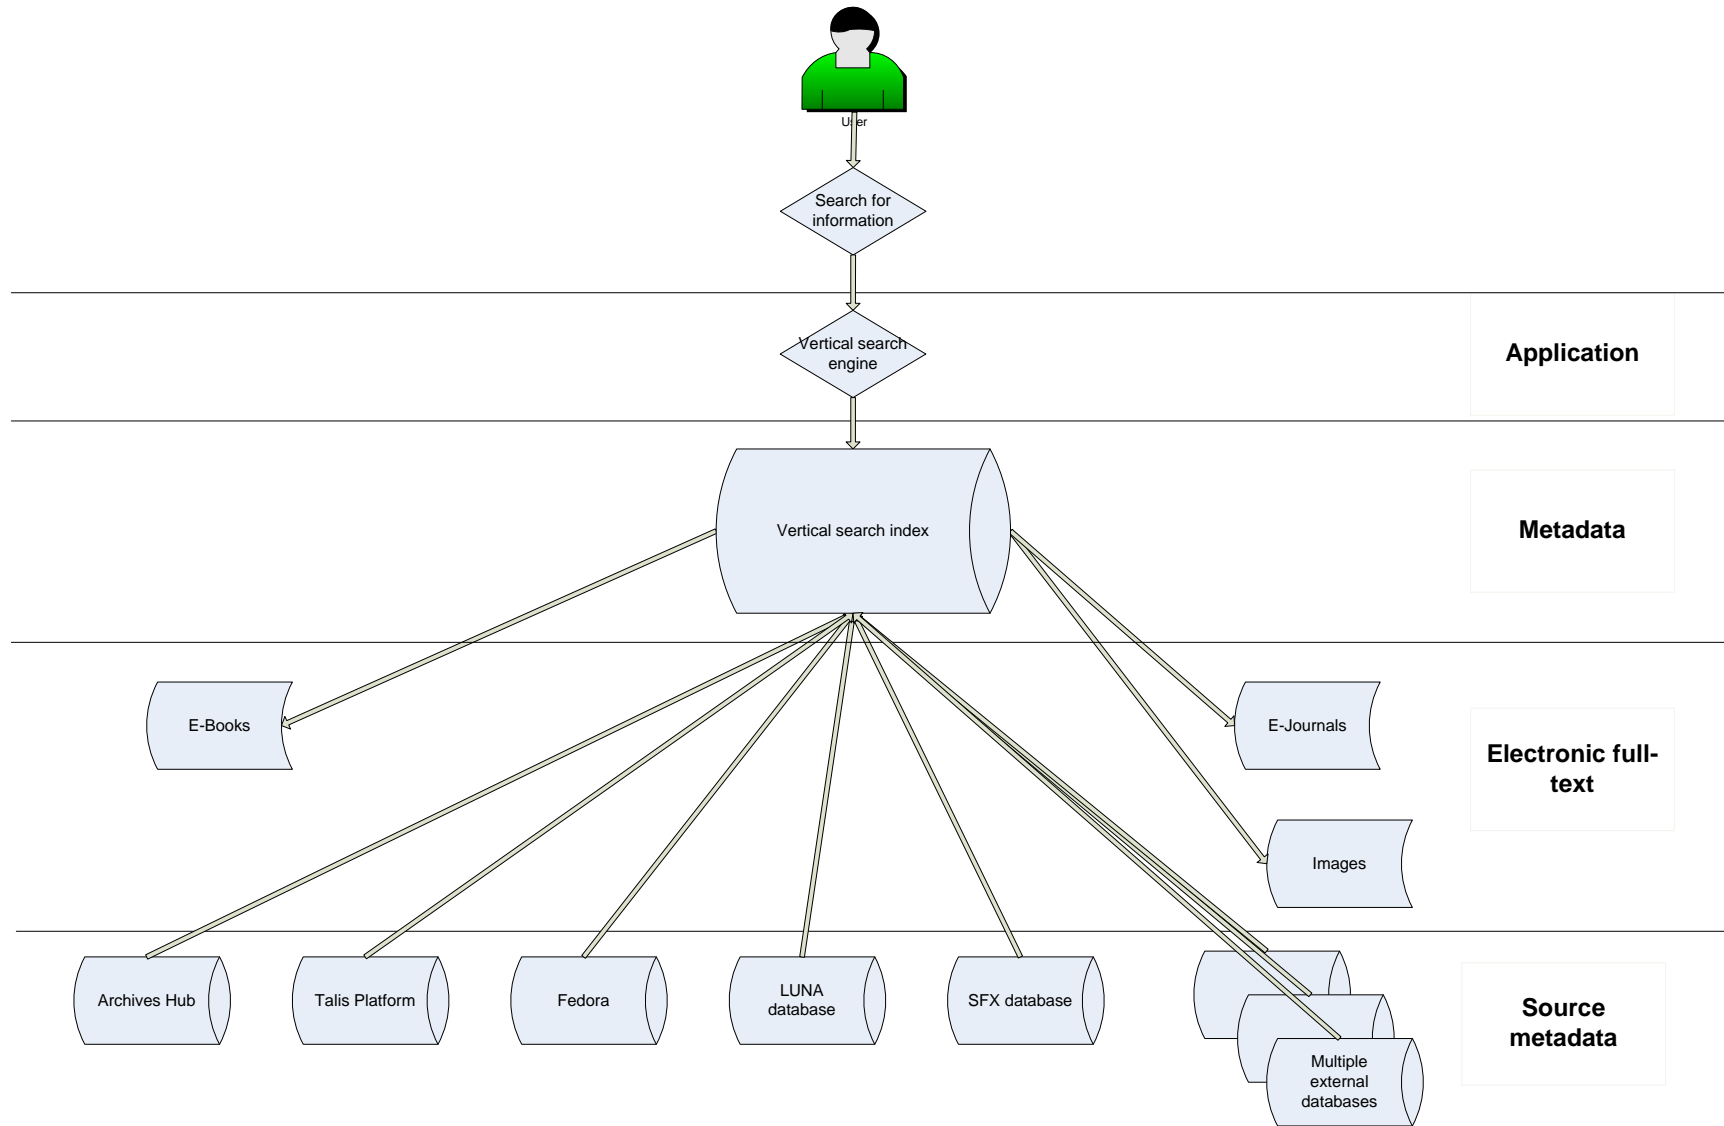 User
Search for
information
Vertical search
engine
Application
Vertical search index
Metadata
E-Books
E-Journals
Electronic full-
text
Images
Archives Hub
Talis Platform
Fedora
LUNA
database
SFX database
Source
metadata
Multiple
external
databases